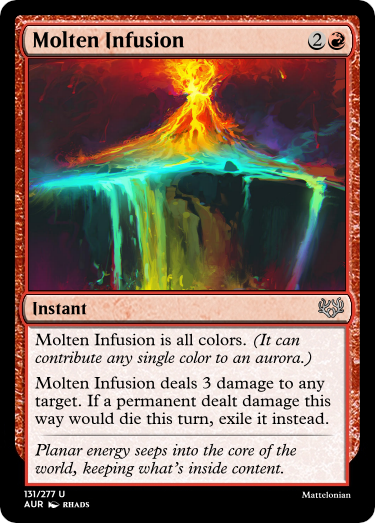 Molten Infusion 2
Instant
Molten Infusion is all colors. (It can
contribute any single color to an aurora.)
Molten Infusion deals 3 damage to any
target. If a permanent dealt damage this
way would die this turn, exile it instead.
Planar energy seeps into the core of the
world, keeping what's inside content.
131/277 U
AUR RHADS
Mattelonian